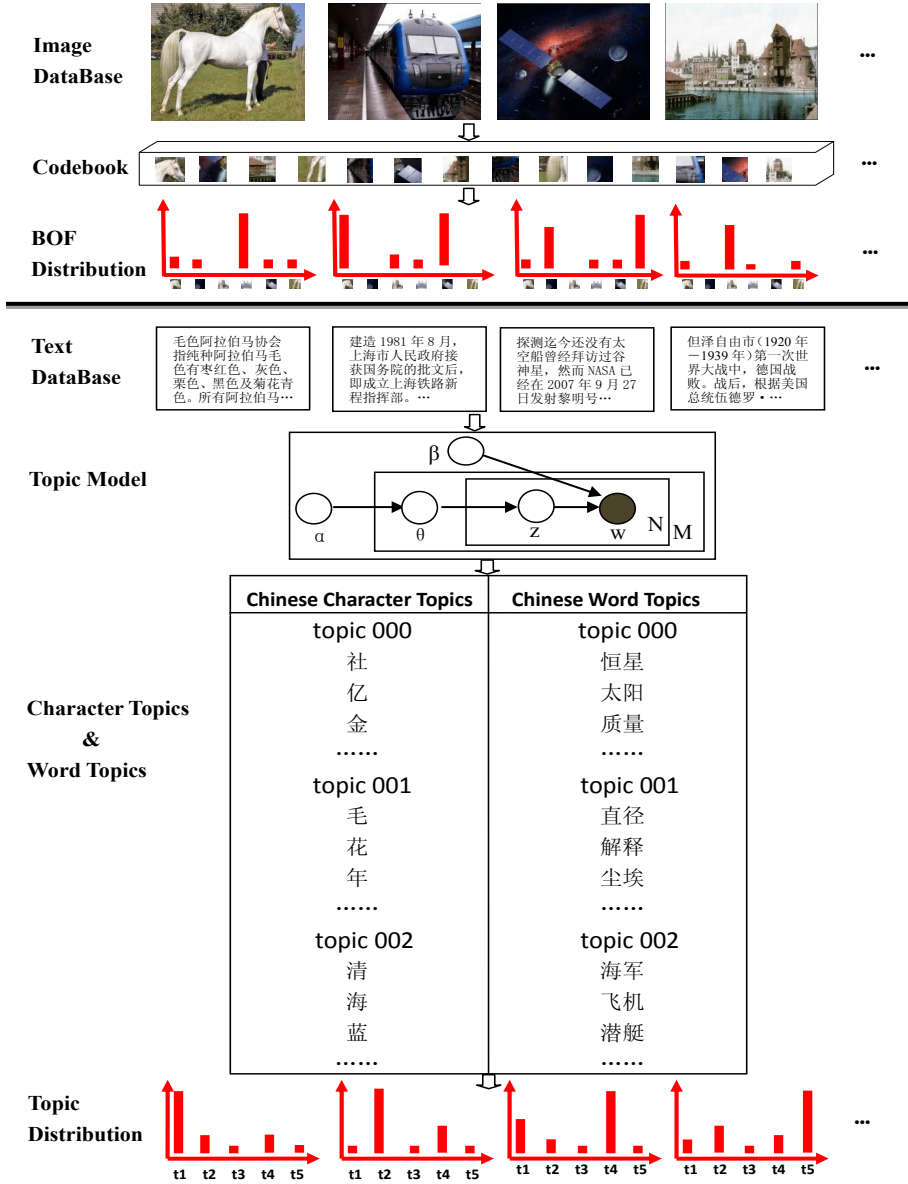 Image
DataBase
...
Codebook
...
BOF
Distribution
...
Text
DataBase
毛色阿拉伯马协会
指纯种阿拉伯马毛
色有枣红色、灰色、
栗色、黑色及菊花青
色。所有阿拉伯马…
建造 1981 年 8 月，
上海市人民政府接
获国务院的批文后，
即成立上海铁路新
程指挥部。…
探测迄今还没有太
空船曾经拜访过谷
神星，然而 NASA 已
经在 2007 年 9 月 27
日发射黎明号…
但泽自由市（1920 年
－1939 年）第一次世
界大战中，德国战
败。战后，根据美国
总统伍德罗·…
...
Topic Model
β
α
θ
z
w
N
M
Character Topics
&
Word Topics
Chinese Character Topics
topic 000
社
亿
金
……
topic 001
毛
花
年
……
topic 002
清
海
蓝
……
Chinese Word Topics
topic 000
恒星
太阳
质量
……
topic 001
直径
解释
尘埃
……
topic 002
海军
飞机
潜艇
……
Topic
Distribution
t1 t2 t3 t4 t5
t1 t2 t3 t4 t5
t1 t2 t3 t4 t5
t1 t2 t3 t4 t5
...